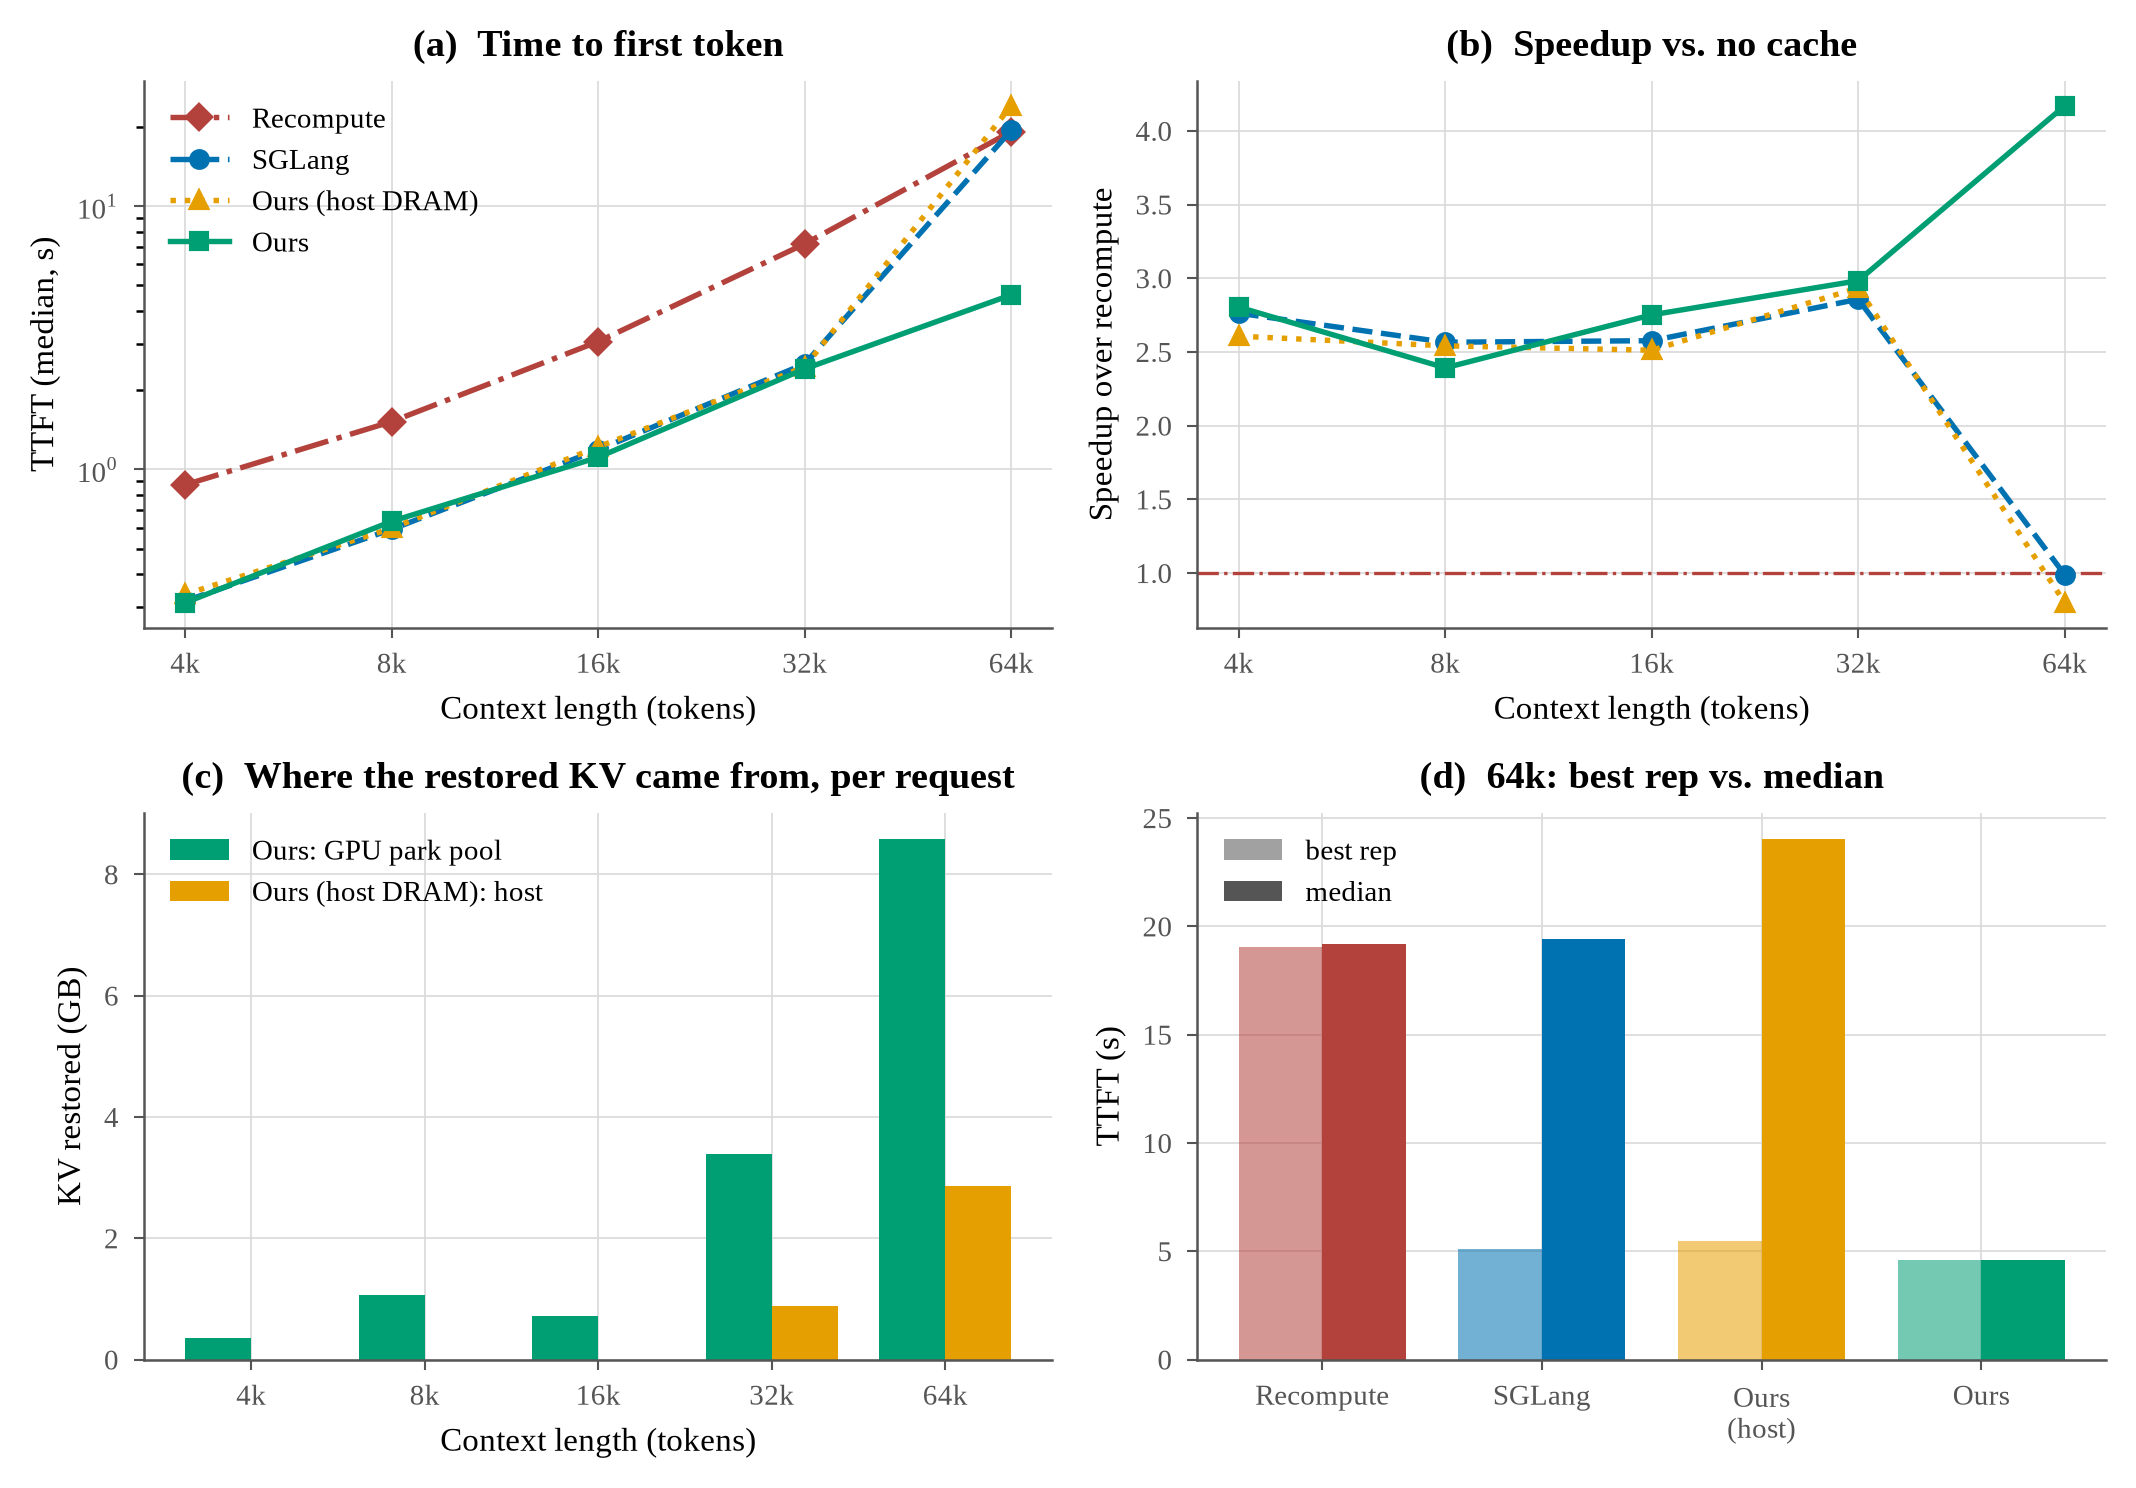 (a) Time to first token
Recompute
SGLang
Ours (host DRAM)
Ours
10¹
10⁰
TTFT (median, s)
4k 8k 16k 32k 64k
Context length (tokens)
(b) Speedup vs. no cache
4.0
3.5
3.0
2.5
2.0
1.5
1.0
Speedup over recompute
4k 8k 16k 32k 64k
Context length (tokens)
(c) Where the restored KV came from, per request
Ours: GPU park pool
Ours (host DRAM): host
8
6
4
2
0
KV restored (GB)
4k 8k 16k 32k 64k
Context length (tokens)
(d) 64k: best rep vs. median
best rep
median
25
20
15
10
5
0
TTFT (s)
Recompute SGLang Ours Ours
(host)